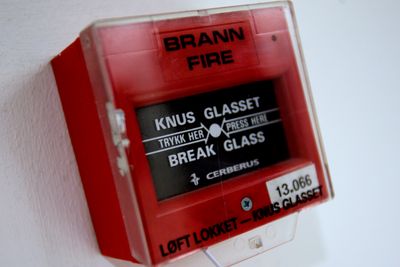 BRANN
FIRE
KNUS GLASSET
TRYKK HER PRESS HERE
BREAK GLASS
CERBERUS
13.066
LØFT LOKKET — KNUS GLASSET